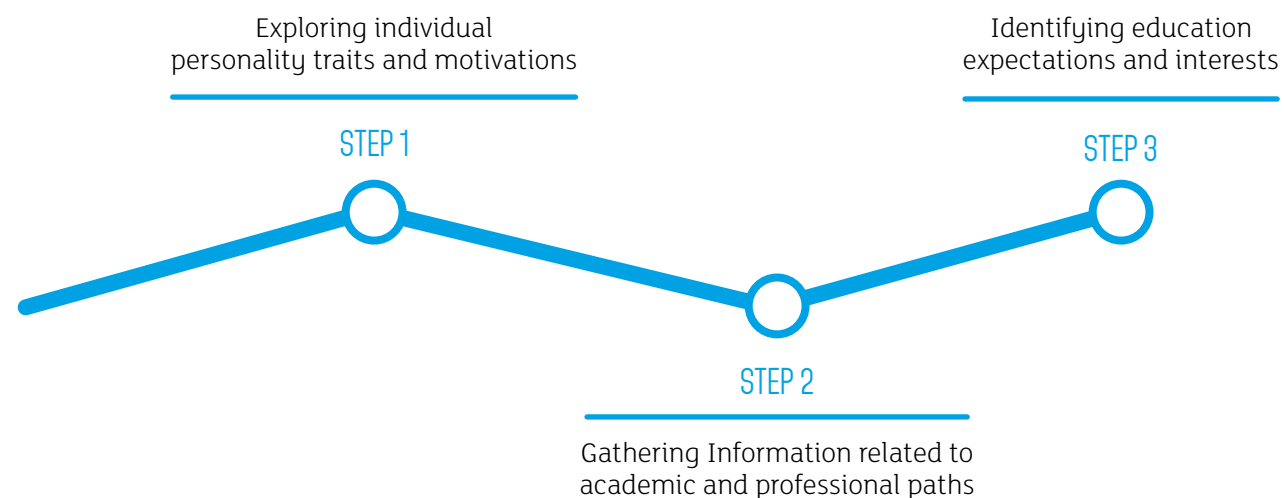 Exploring individual
personality traits and motivations
STEP 1
STEP 2
Gathering Information related to
academic and professional paths
Identifying education
expectations and interests
STEP 3